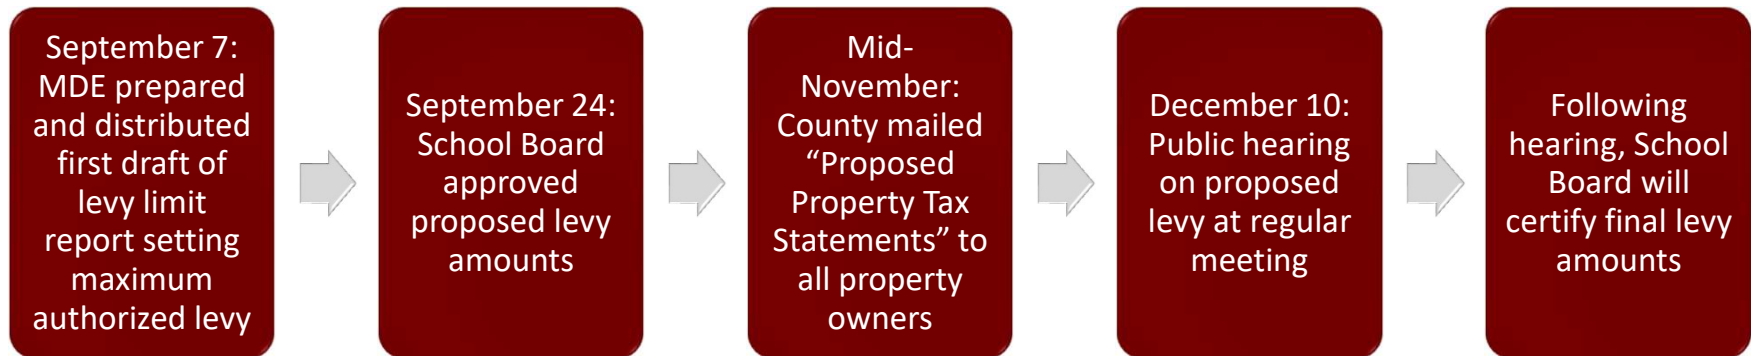 September 7:
MDE prepared
and distributed
first draft of
levy limit
report setting
maximum
authorized levy
September 24:
School Board
approved
proposed levy
amounts
Mid-
November:
County mailed
“Proposed
Property Tax
Statements” to
all property
owners
December 10:
Public hearing
on proposed
levy at regular
meeting
Following
hearing, School
Board will
certify final levy
amounts